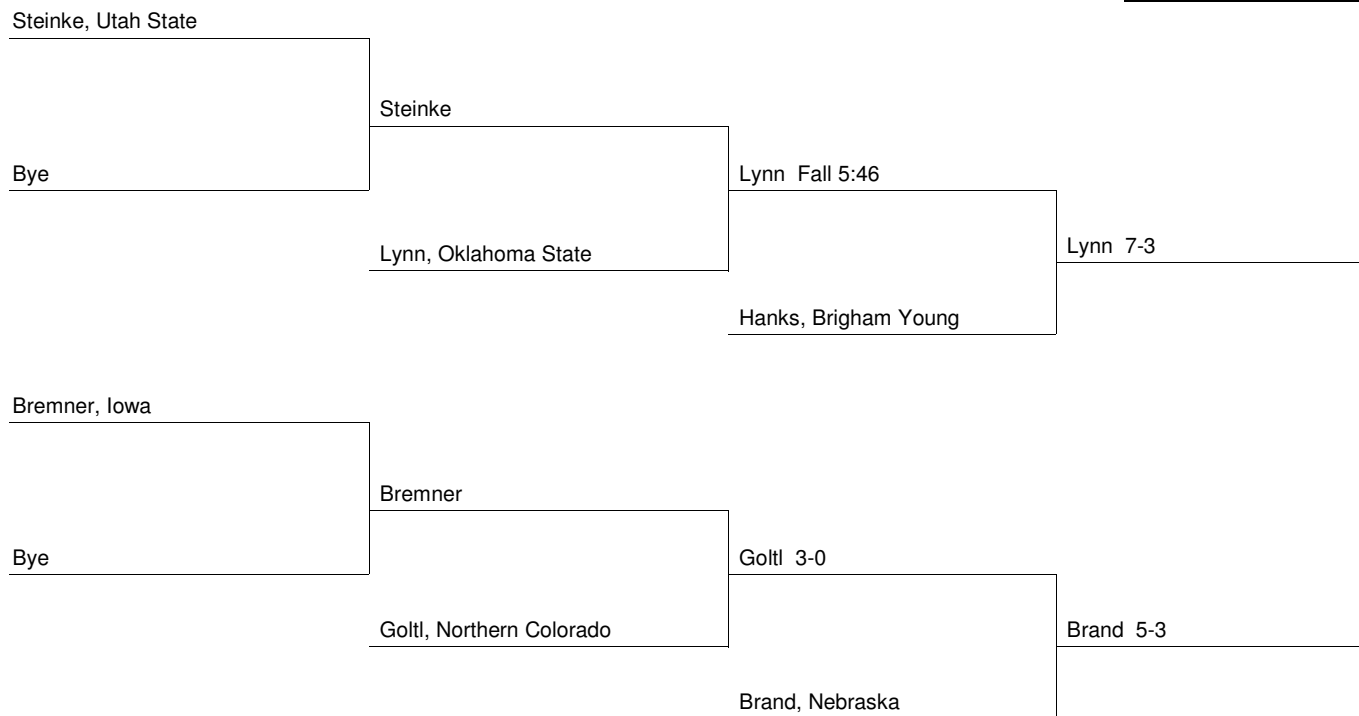 Steinke, Utah State
Steinke
Bye
Lynn  Fall 5:46
Lynn, Oklahoma State
Lynn  7-3
Hanks, Brigham Young
Bremner, Iowa
Bremner
Bye
Goltl  3-0
Goltl, Northern Colorado
Brand  5-3
Brand, Nebraska